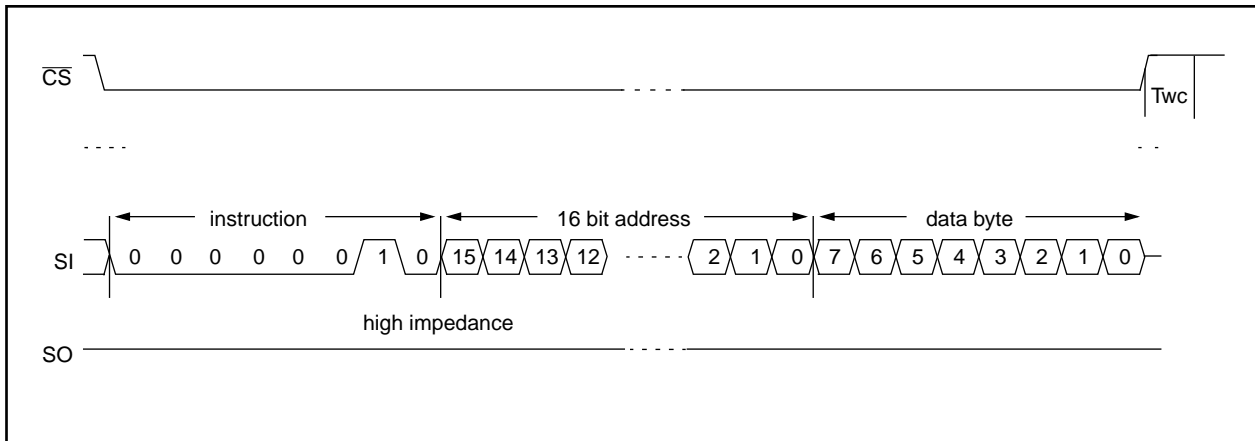 CS
Twc
instruction 16 bit address data byte
SI 0 0 0 0 0 0 1 0 15 14 13 12 2 1 0 7 6 5 4 3 2 1 0
high impedance
SO